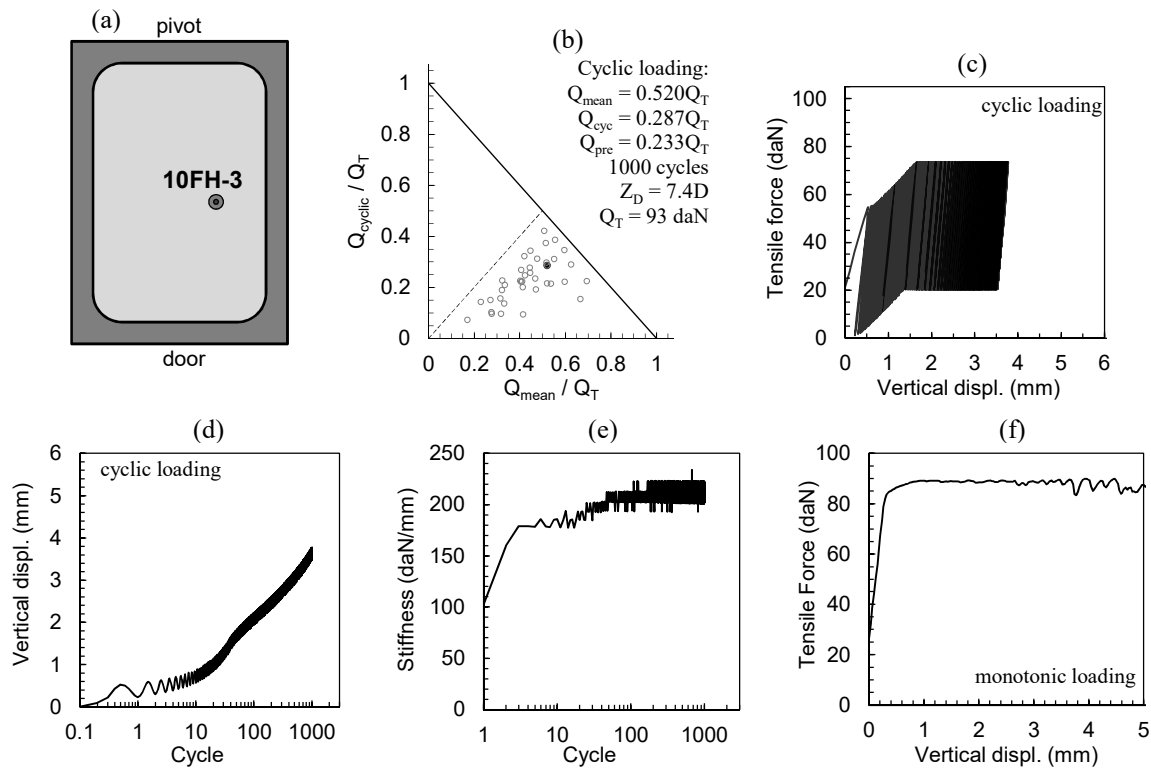 (a)
pivot
10FH-3
door
(b)
Cyclic loading:
Q_mean = 0.520Q_T
Q_cyc = 0.287Q_T
Q_pre = 0.233Q_T
1000 cycles
Z_D = 7.4D
Q_T = 93 daN
Q_cyclic / Q_T
1
0.8
0.6
0.4
0.2
0
0 0.2 0.4 0.6 0.8 1
Q_mean / Q_T
(c)
cyclic loading
Tensile force (daN)
100
80
60
40
20
0
0 1 2 3 4 5 6
Vertical displ. (mm)
(d)
cyclic loading
Vertical displ. (mm)
6
5
4
3
2
1
0
0.1 1 10 100 1000
Cycle
(e)
Stiffness (daN/mm)
250
200
150
100
50
0
1 10 100 1000
Cycle
(f)
Tensile Force (daN)
100
80
60
40
20
0
monotonic loading
0 1 2 3 4 5
Vertical displ. (mm)